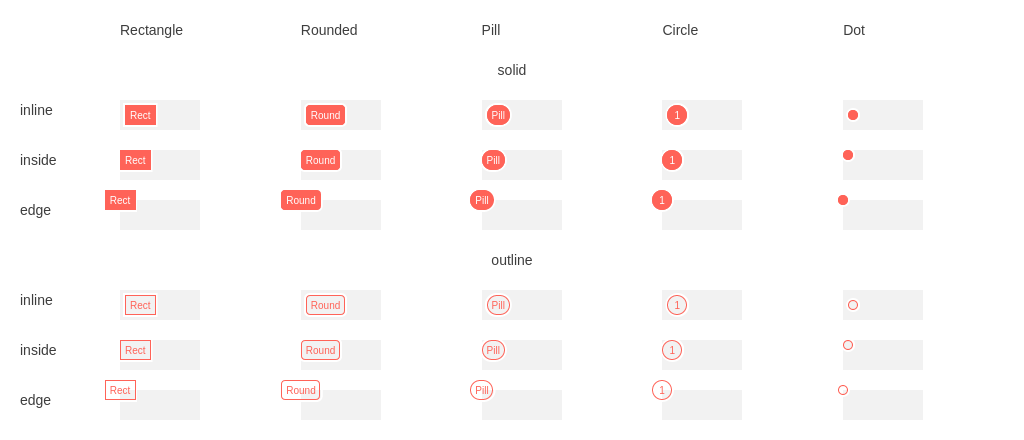 Rectangle Rounded Pill Circle Dot
solid
inline Rect Round Pill 1
inside Rect Round Pill 1
edge Rect Round Pill 1
outline
inline Rect Round Pill 1
inside Rect Round Pill 1
edge Rect Round Pill 1